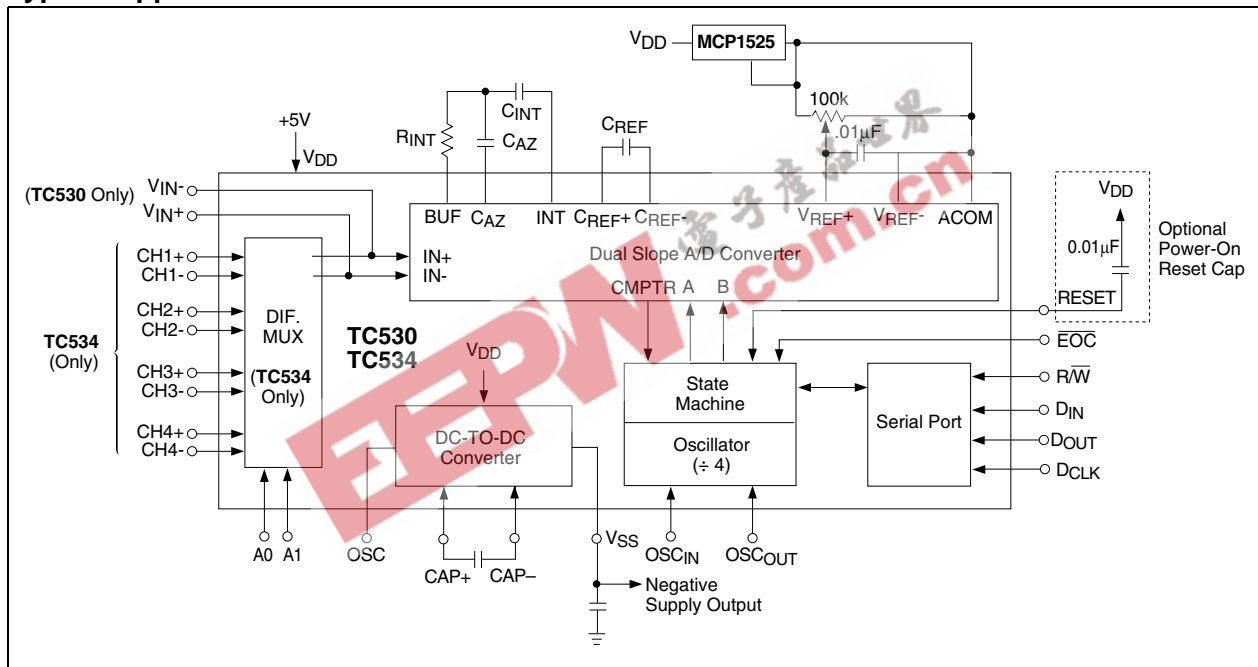 VDD
MCP1525
100k
.01µF
CINT
RINT
CAZ
CREF
+5V
VDD
(TC530 Only)
VIN-
VIN+
BUF CAZ INT CREF+ CREF- VREF+ VREF- ACOM
IN+
IN-
Dual Slope A/D Converter
CMPTR A B
VDD
0.01µF
Optional
Power-On
Reset Cap
RESET
EOC
R/W
DIN
DOUT
DCLK
TC534
(Only)
CH1+
CH1-
CH2+
CH2-
CH3+
CH3-
CH4+
CH4-
DIF.
MUX
(TC534
Only)
TC530
TC534
VDD
DC-TO-DC
Converter
State
Machine
Oscillator
(÷ 4)
Serial Port
A0 A1
OSC
CAP+ CAP–
VSS
OSCIN
OSCOUT
Negative
Supply Output
EEPW .com.cn
電子產品世界